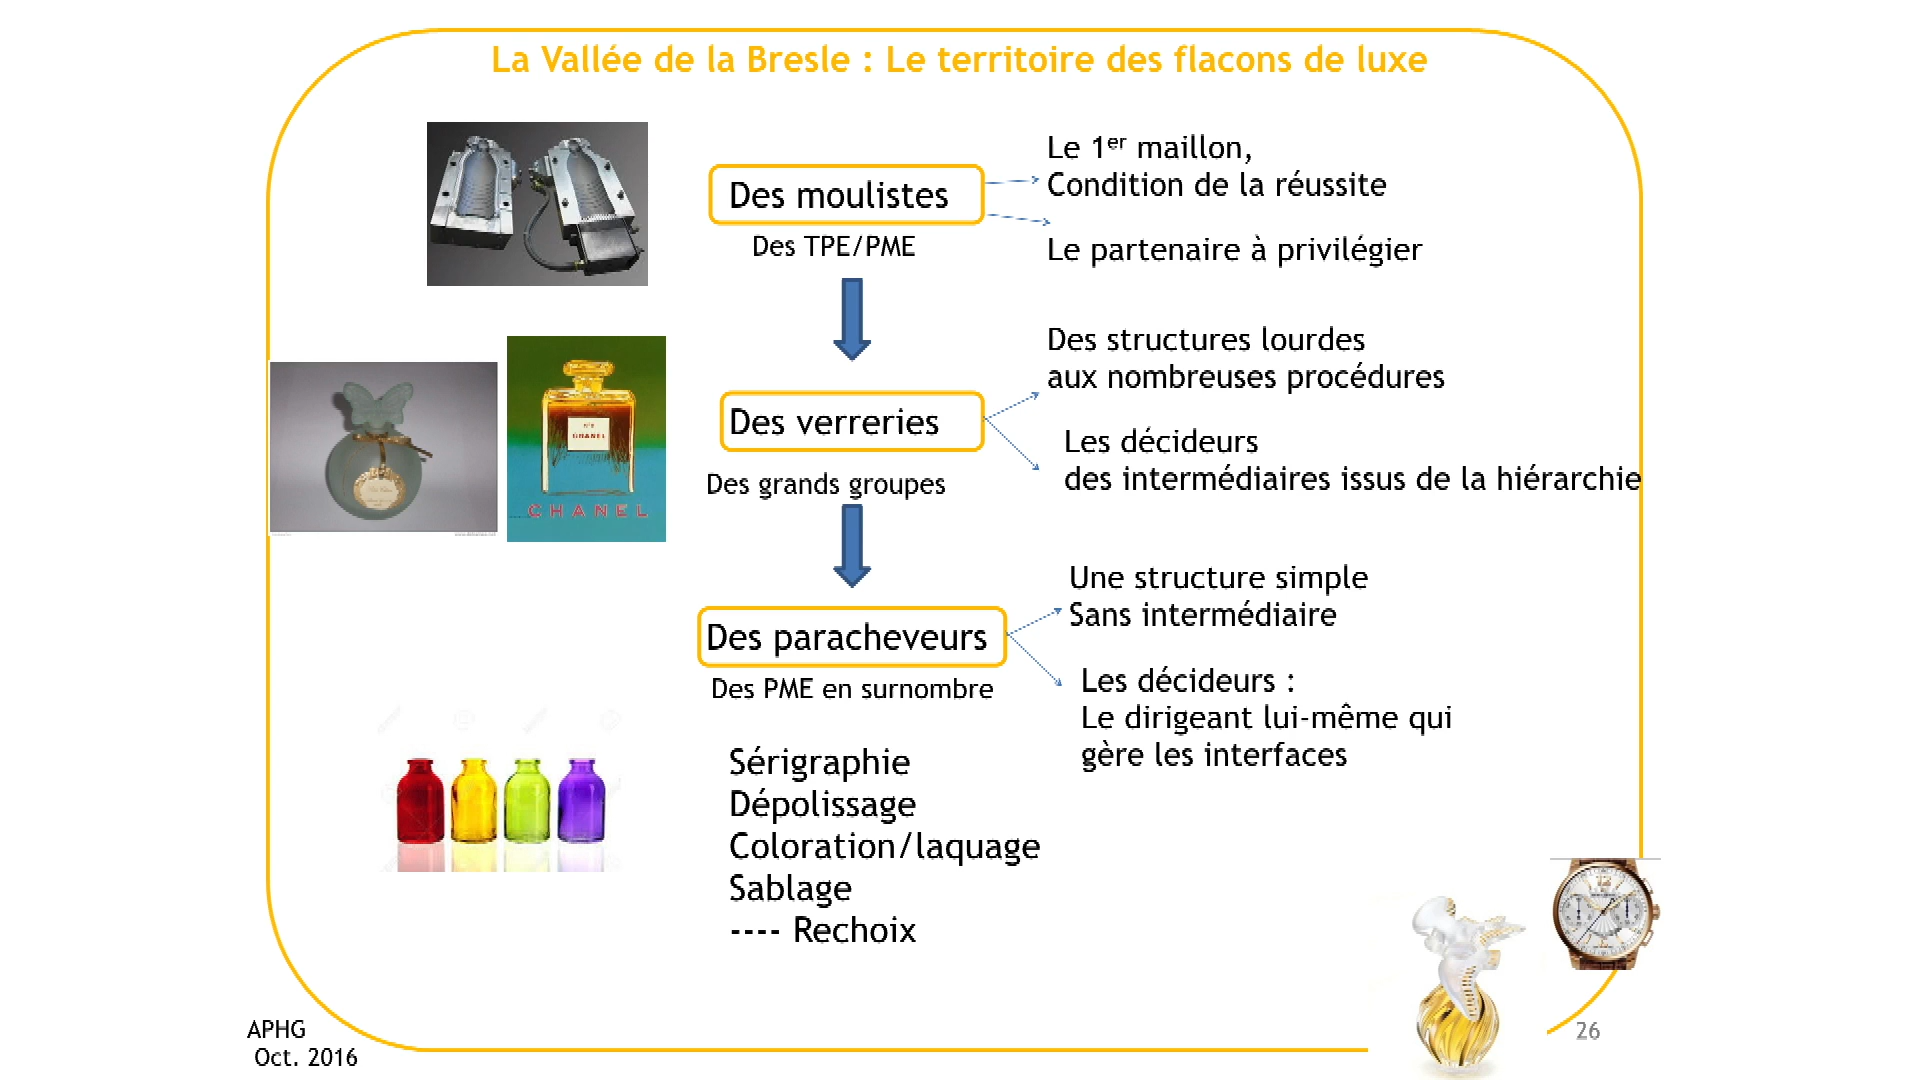 La Vallée de la Bresle : Le territoire des flacons de luxe
Le 1er maillon,
Condition de la réussite
Des moulistes
Des TPE/PME
Le partenaire à privilégier
Des structures lourdes
aux nombreuses procédures
Des verreries
Des grands groupes
Les décideurs
des intermédiaires issus de la hiérarchie
CHANEL
CHANEL
Une structure simple
Sans intermédiaire
Des paracheveurs
Des PME en surnombre
Les décideurs :
Le dirigeant lui-même qui
gère les interfaces
Sérigraphie
Dépolissage
Coloration/laquage
Sablage
---- Rechoix
APHG
Oct. 2016
26